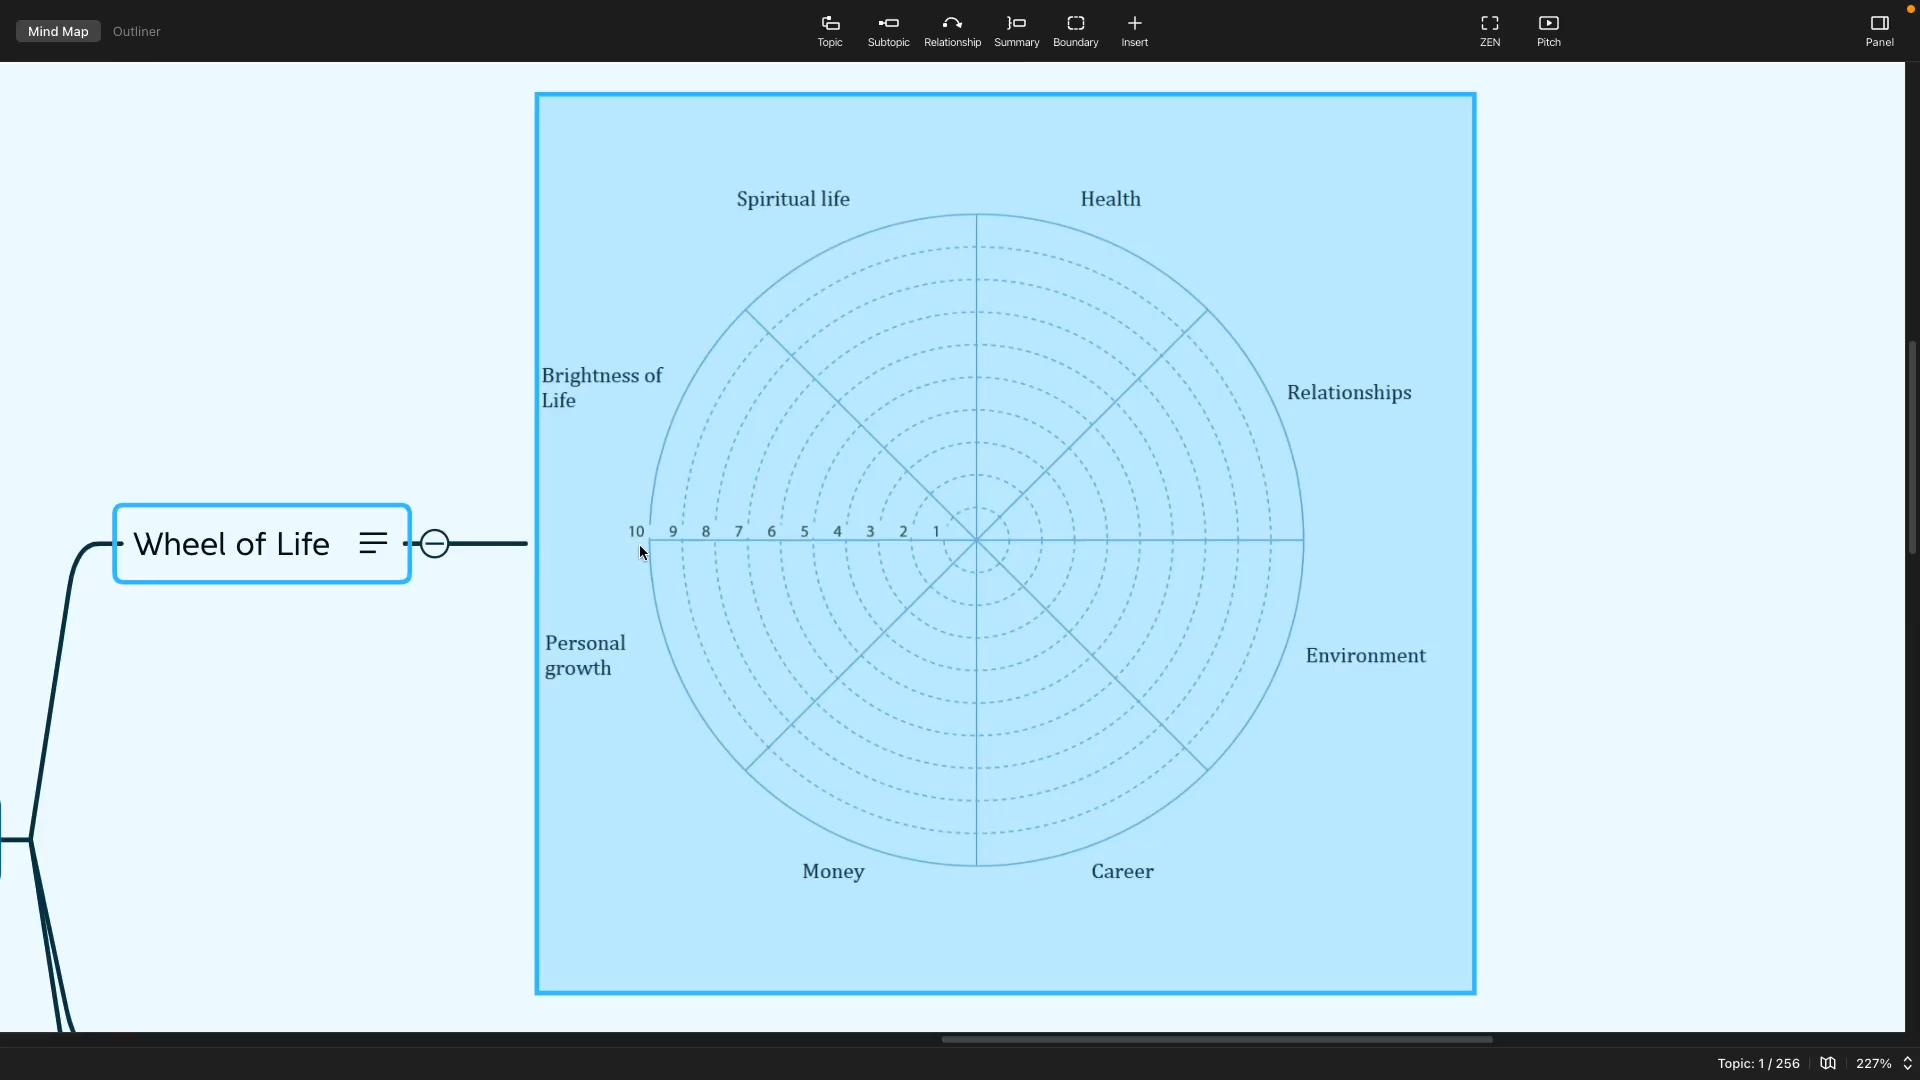 Mind Map
Outliner
Topic
Subtopic
Relationship
Summary
Boundary
Insert
ZEN
Pitch
Panel
Spiritual life
Health
Brightness of
Life
Relationships
Wheel of Life
10 9 8 7 6 5 4 3 2 1
Personal
growth
Environment
Money
Career
Topic: 1 / 256
227%